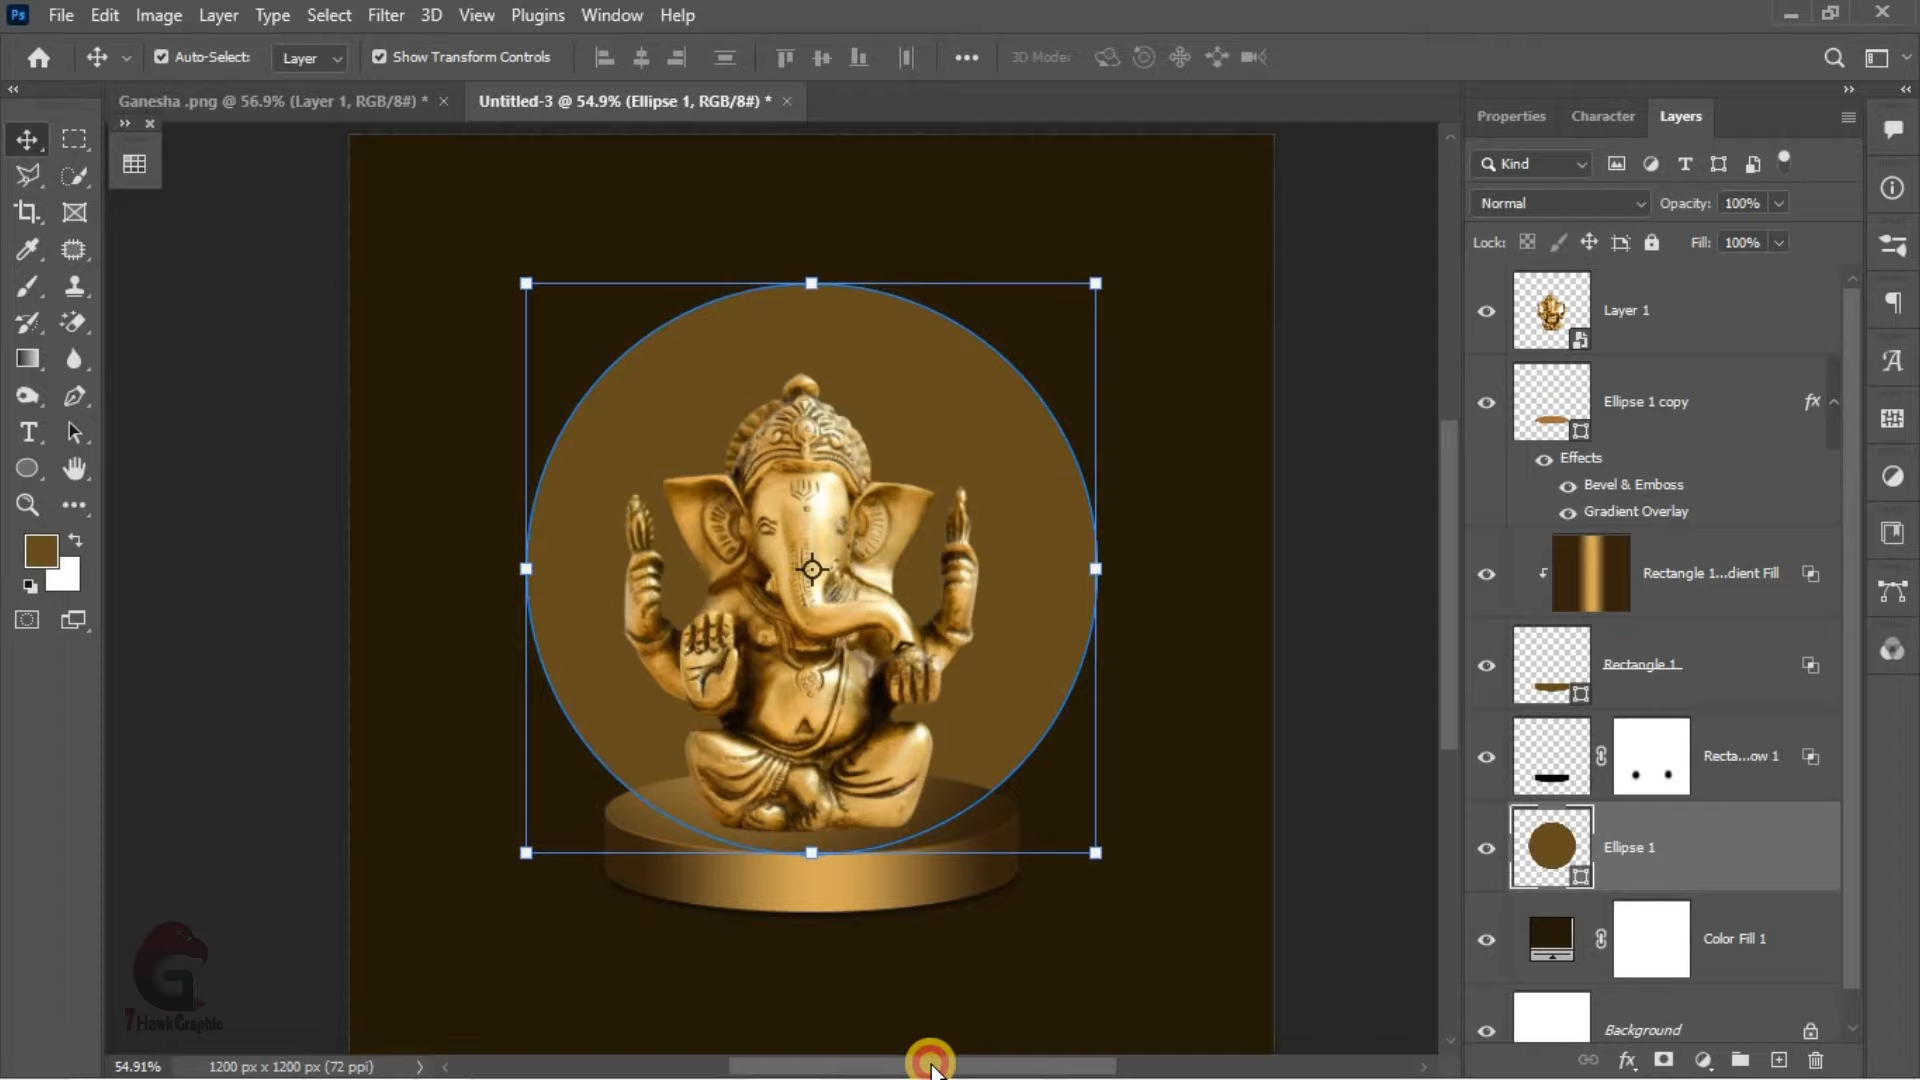 Ps File Edit Image Layer Type Select Filter 3D View Plugins Window Help
Auto-Select: Layer Show Transform Controls 3D Mode:
Ganesha .png @ 56.9% (Layer 1, RGB/8#) *
Untitled-3 @ 54.9% (Ellipse 1, RGB/8#) *
Properties Character Layers
Kind
Normal Opacity: 100%
Lock: Fill: 100%
Layer 1
Ellipse 1 copy fx
Effects
Bevel & Emboss
Gradient Overlay
Rectangle 1...dient Fill
Rectangle 1
Recta...ow 1
Ellipse 1
Color Fill 1
Background
7HawkGraphic
54.91% 1200 px x 1200 px (72 ppi)
fx